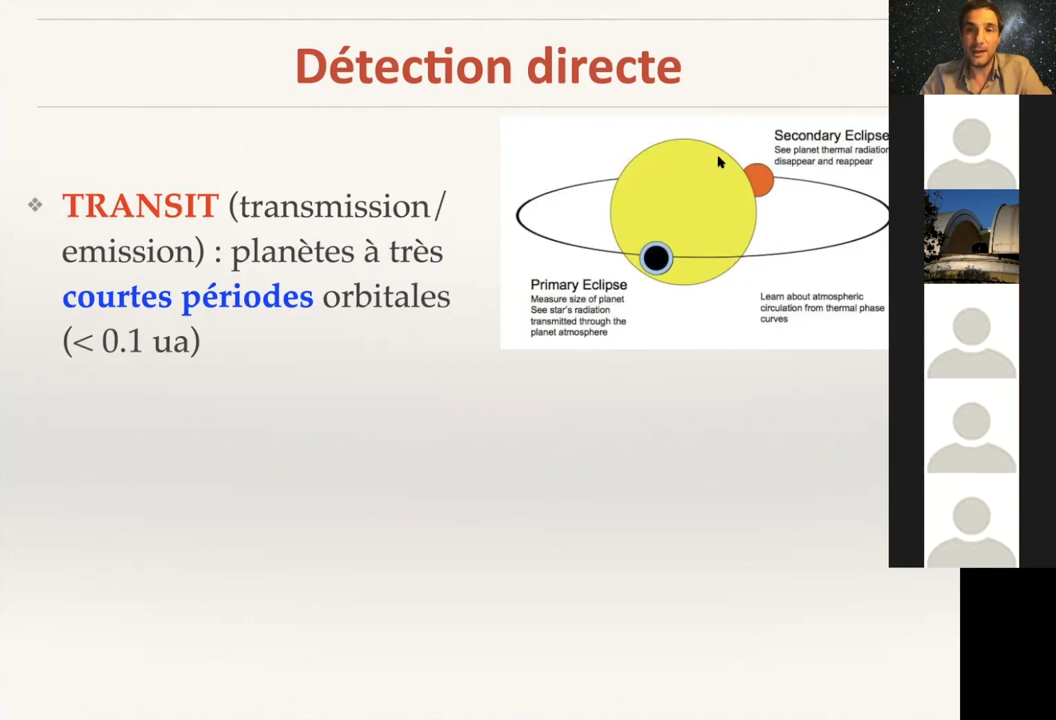 Détection directe
TRANSIT (transmission/
emission) : planètes à très
courtes périodes orbitales
(< 0.1 ua)
Secondary Eclipse
See planet thermal radiation
disappear and reappear
Primary Eclipse
Measure size of planet
See star's radiation
transmitted through the
planet atmosphere
Learn about atmospheric
circulation from thermal phase
curves